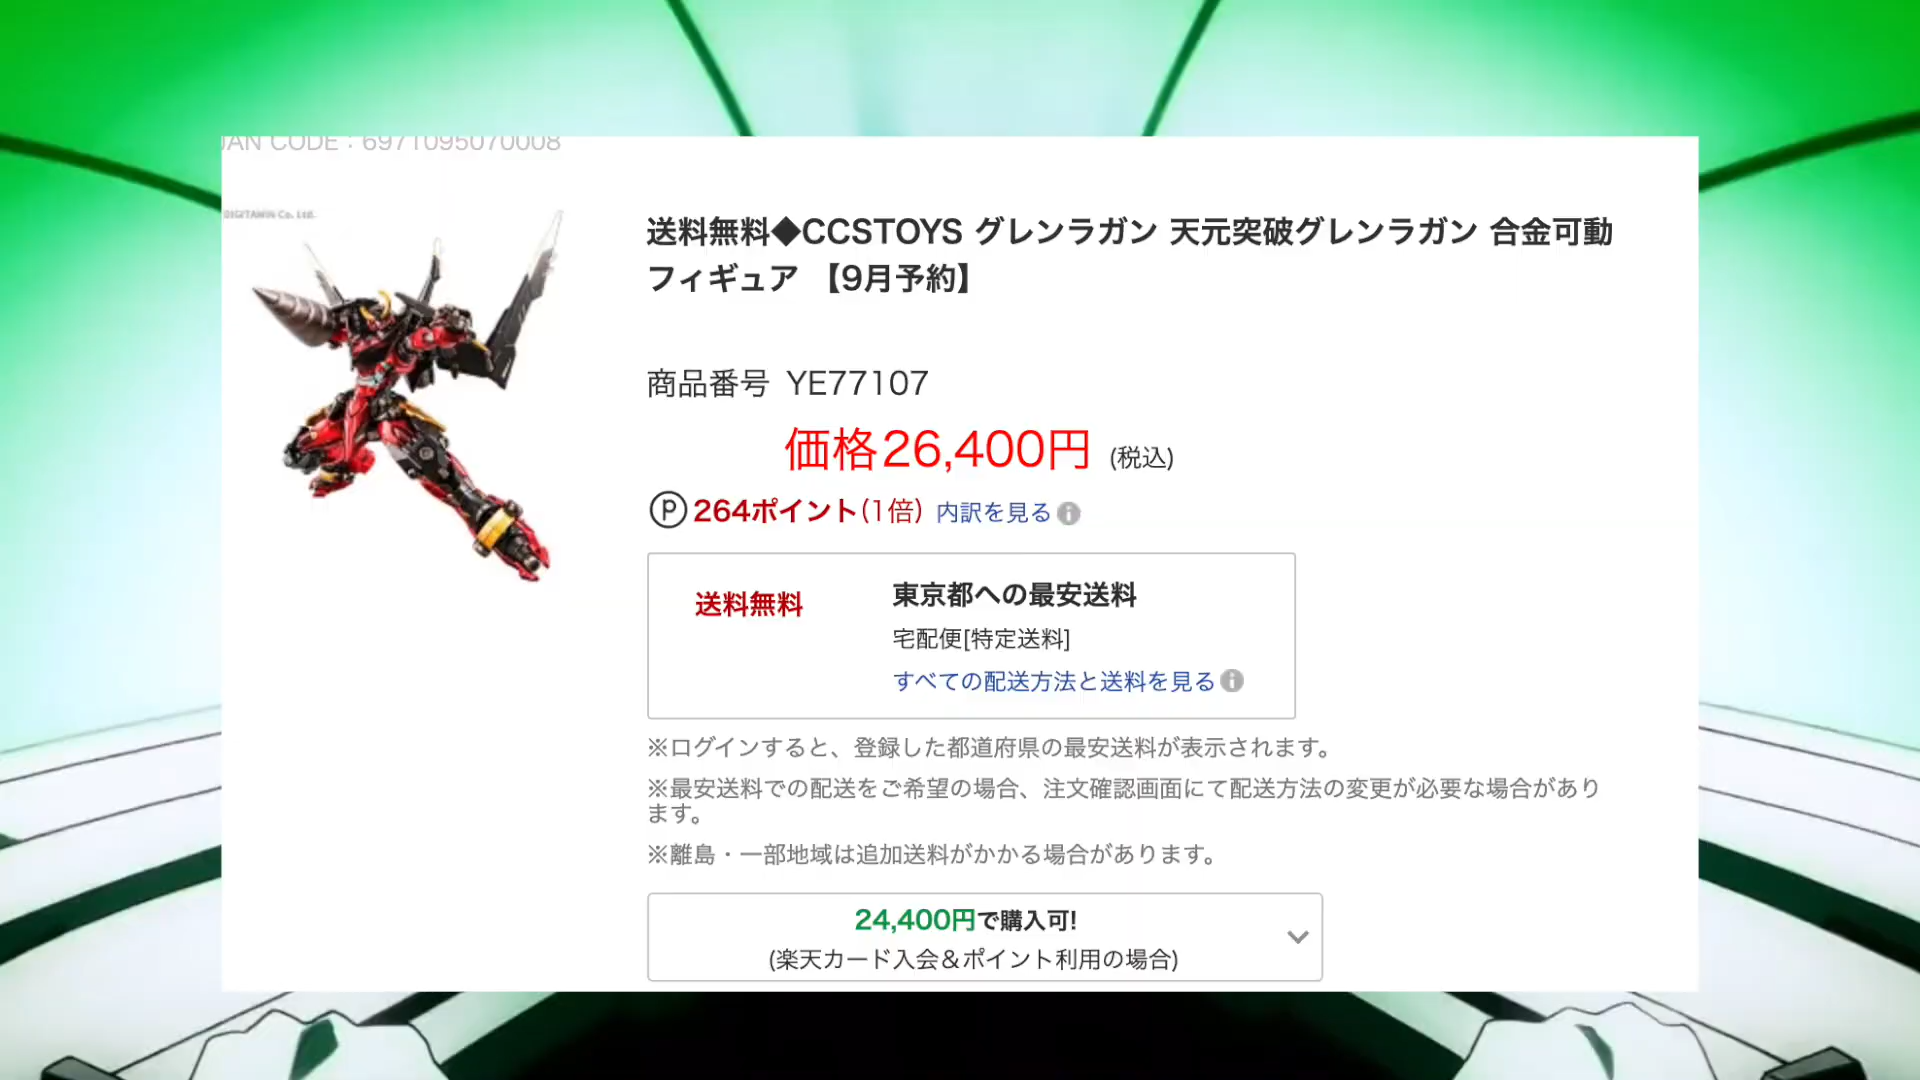 JAN CODE：6971095070008
DIGITAMIN Co. Ltd.
送料無料◆CCSTOYS グレンラガン 天元突破グレンラガン 合金可動
フィギュア 【9月予約】
商品番号 YE77107
価格26,400円 (税込)
P 264ポイント(1倍) 内訳を見る i
送料無料
東京都への最安送料
宅配便[特定送料]
すべての配送方法と送料を見る i
※ログインすると、登録した都道府県の最安送料が表示されます。
※最安送料での配送をご希望の場合、注文確認画面にて配送方法の変更が必要な場合があり
ます。
※離島・一部地域は追加送料がかかる場合があります。
24,400円で購入可!
(楽天カード入会＆ポイント利用の場合)